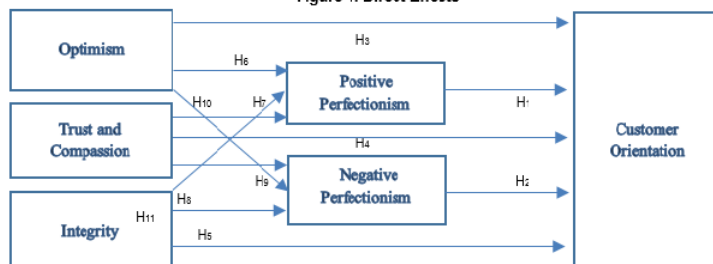 Figure 1. Direct Effects
Optimism
Trust and
Compassion
Integrity
Positive
Perfectionism
Negative
Perfectionism
Customer
Orientation
H3
H6
H10
H7
H1
H4
H9
H2
H11
H8
H5